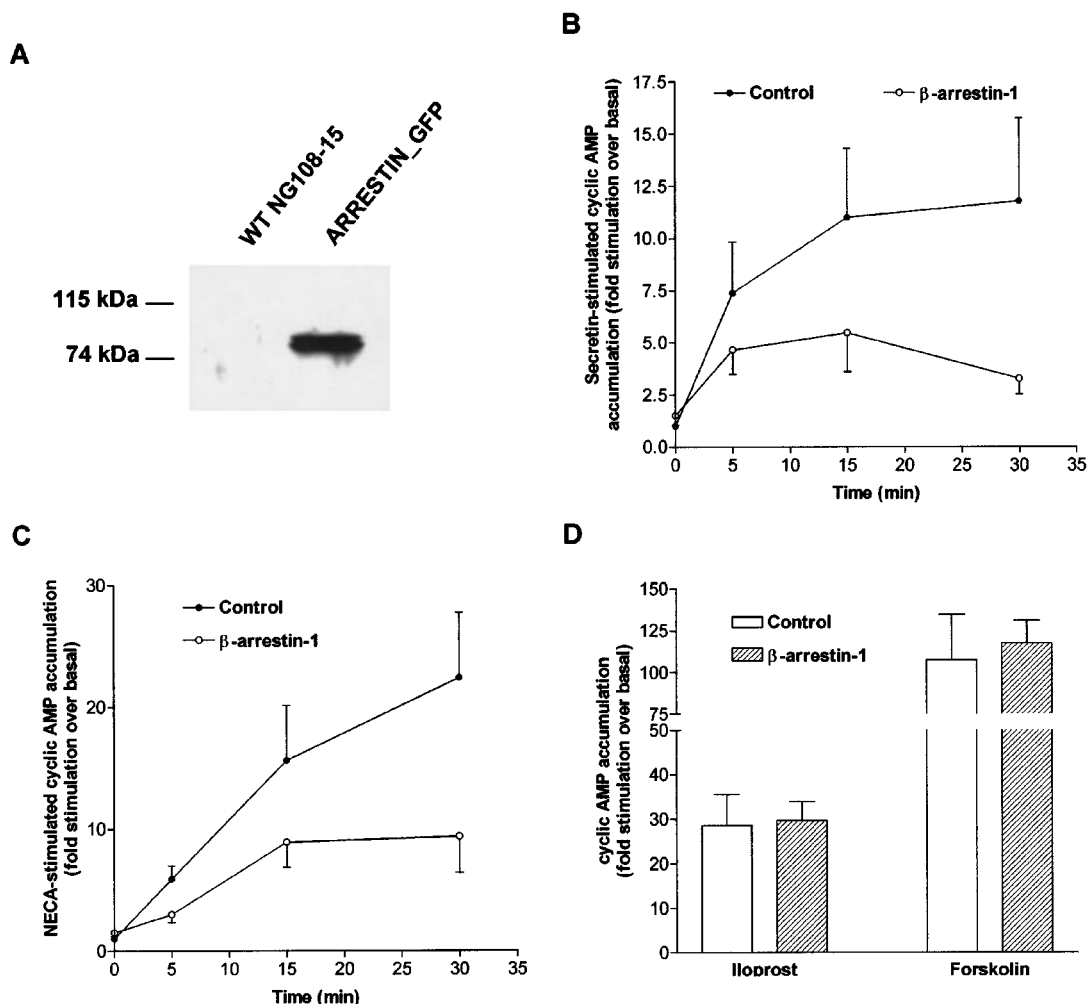 A
WT NG108-15
ARRESTIN_GFP
115 kDa
74 kDa
B
Secretin-stimulated cyclic AMP
accumulation (fold stimulation over basal)
17.5
15.0
12.5
10.0
7.5
5.0
2.5
0.0
Control
β-arrestin-1
0 5 10 15 20 25 30 35
Time (min)
C
NECA-stimulated cyclic AMP accumulation
(fold stimulation over basal)
30
20
10
0
Control
β-arrestin-1
0 5 10 15 20 25 30 35
Time (min)
D
cyclic AMP accumulation
(fold stimulation over basal)
150
125
100
75
50
40
30
20
10
0
Control
β-arrestin-1
Iloprost Forskolin